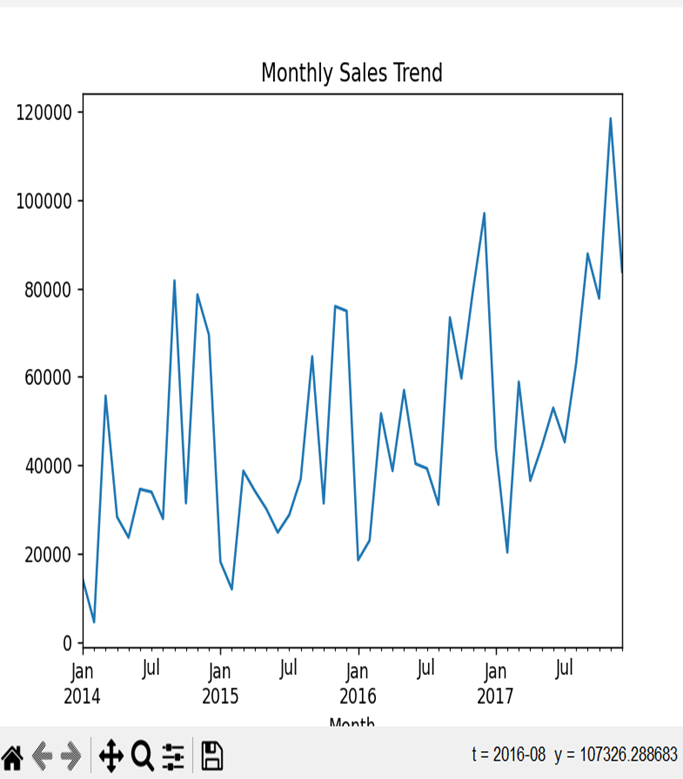 Monthly Sales Trend
120000
100000
80000
60000
40000
20000
0
Jan Jul Jan Jul Jan Jul Jan Jul
2014 2015 2016 2017
Month
t = 2016-08 y = 107326.288683